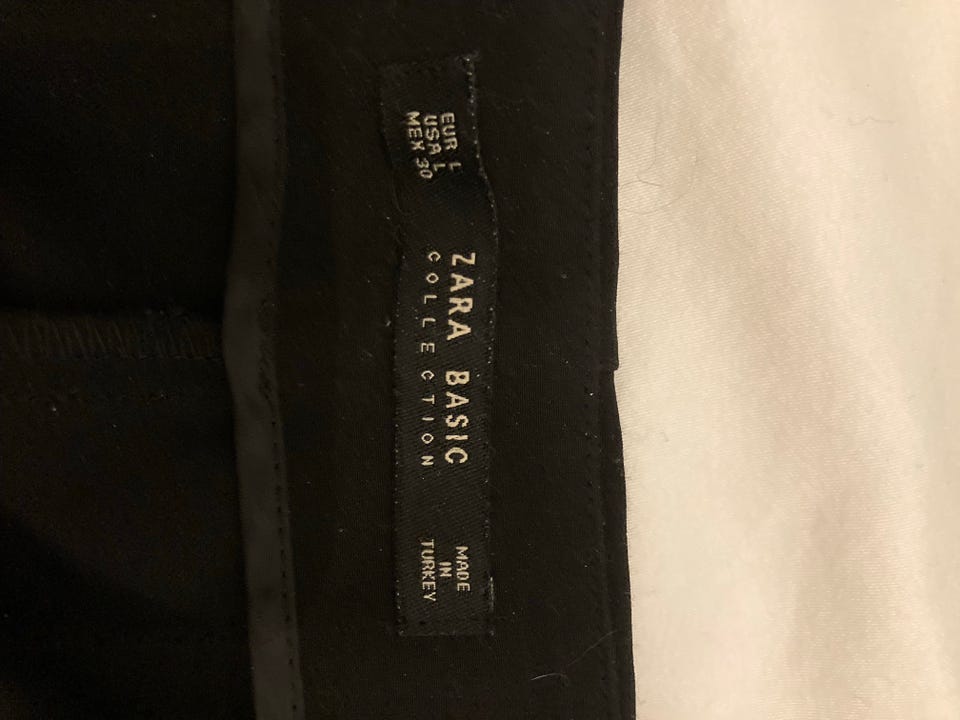 EUR L
USA L
MEX 30
ZARA BASIC
COLLECTION
MADE
IN
TURKEY